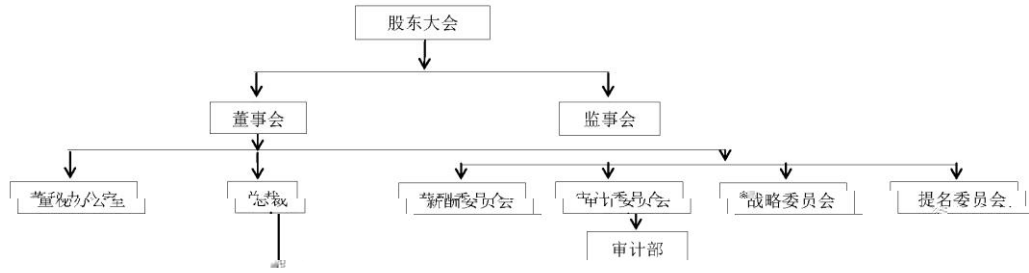 股东大会
董事会
监事会
董秘办公室
总裁
薪酬委员会
审计委员会
战略委员会
提名委员会
审计部